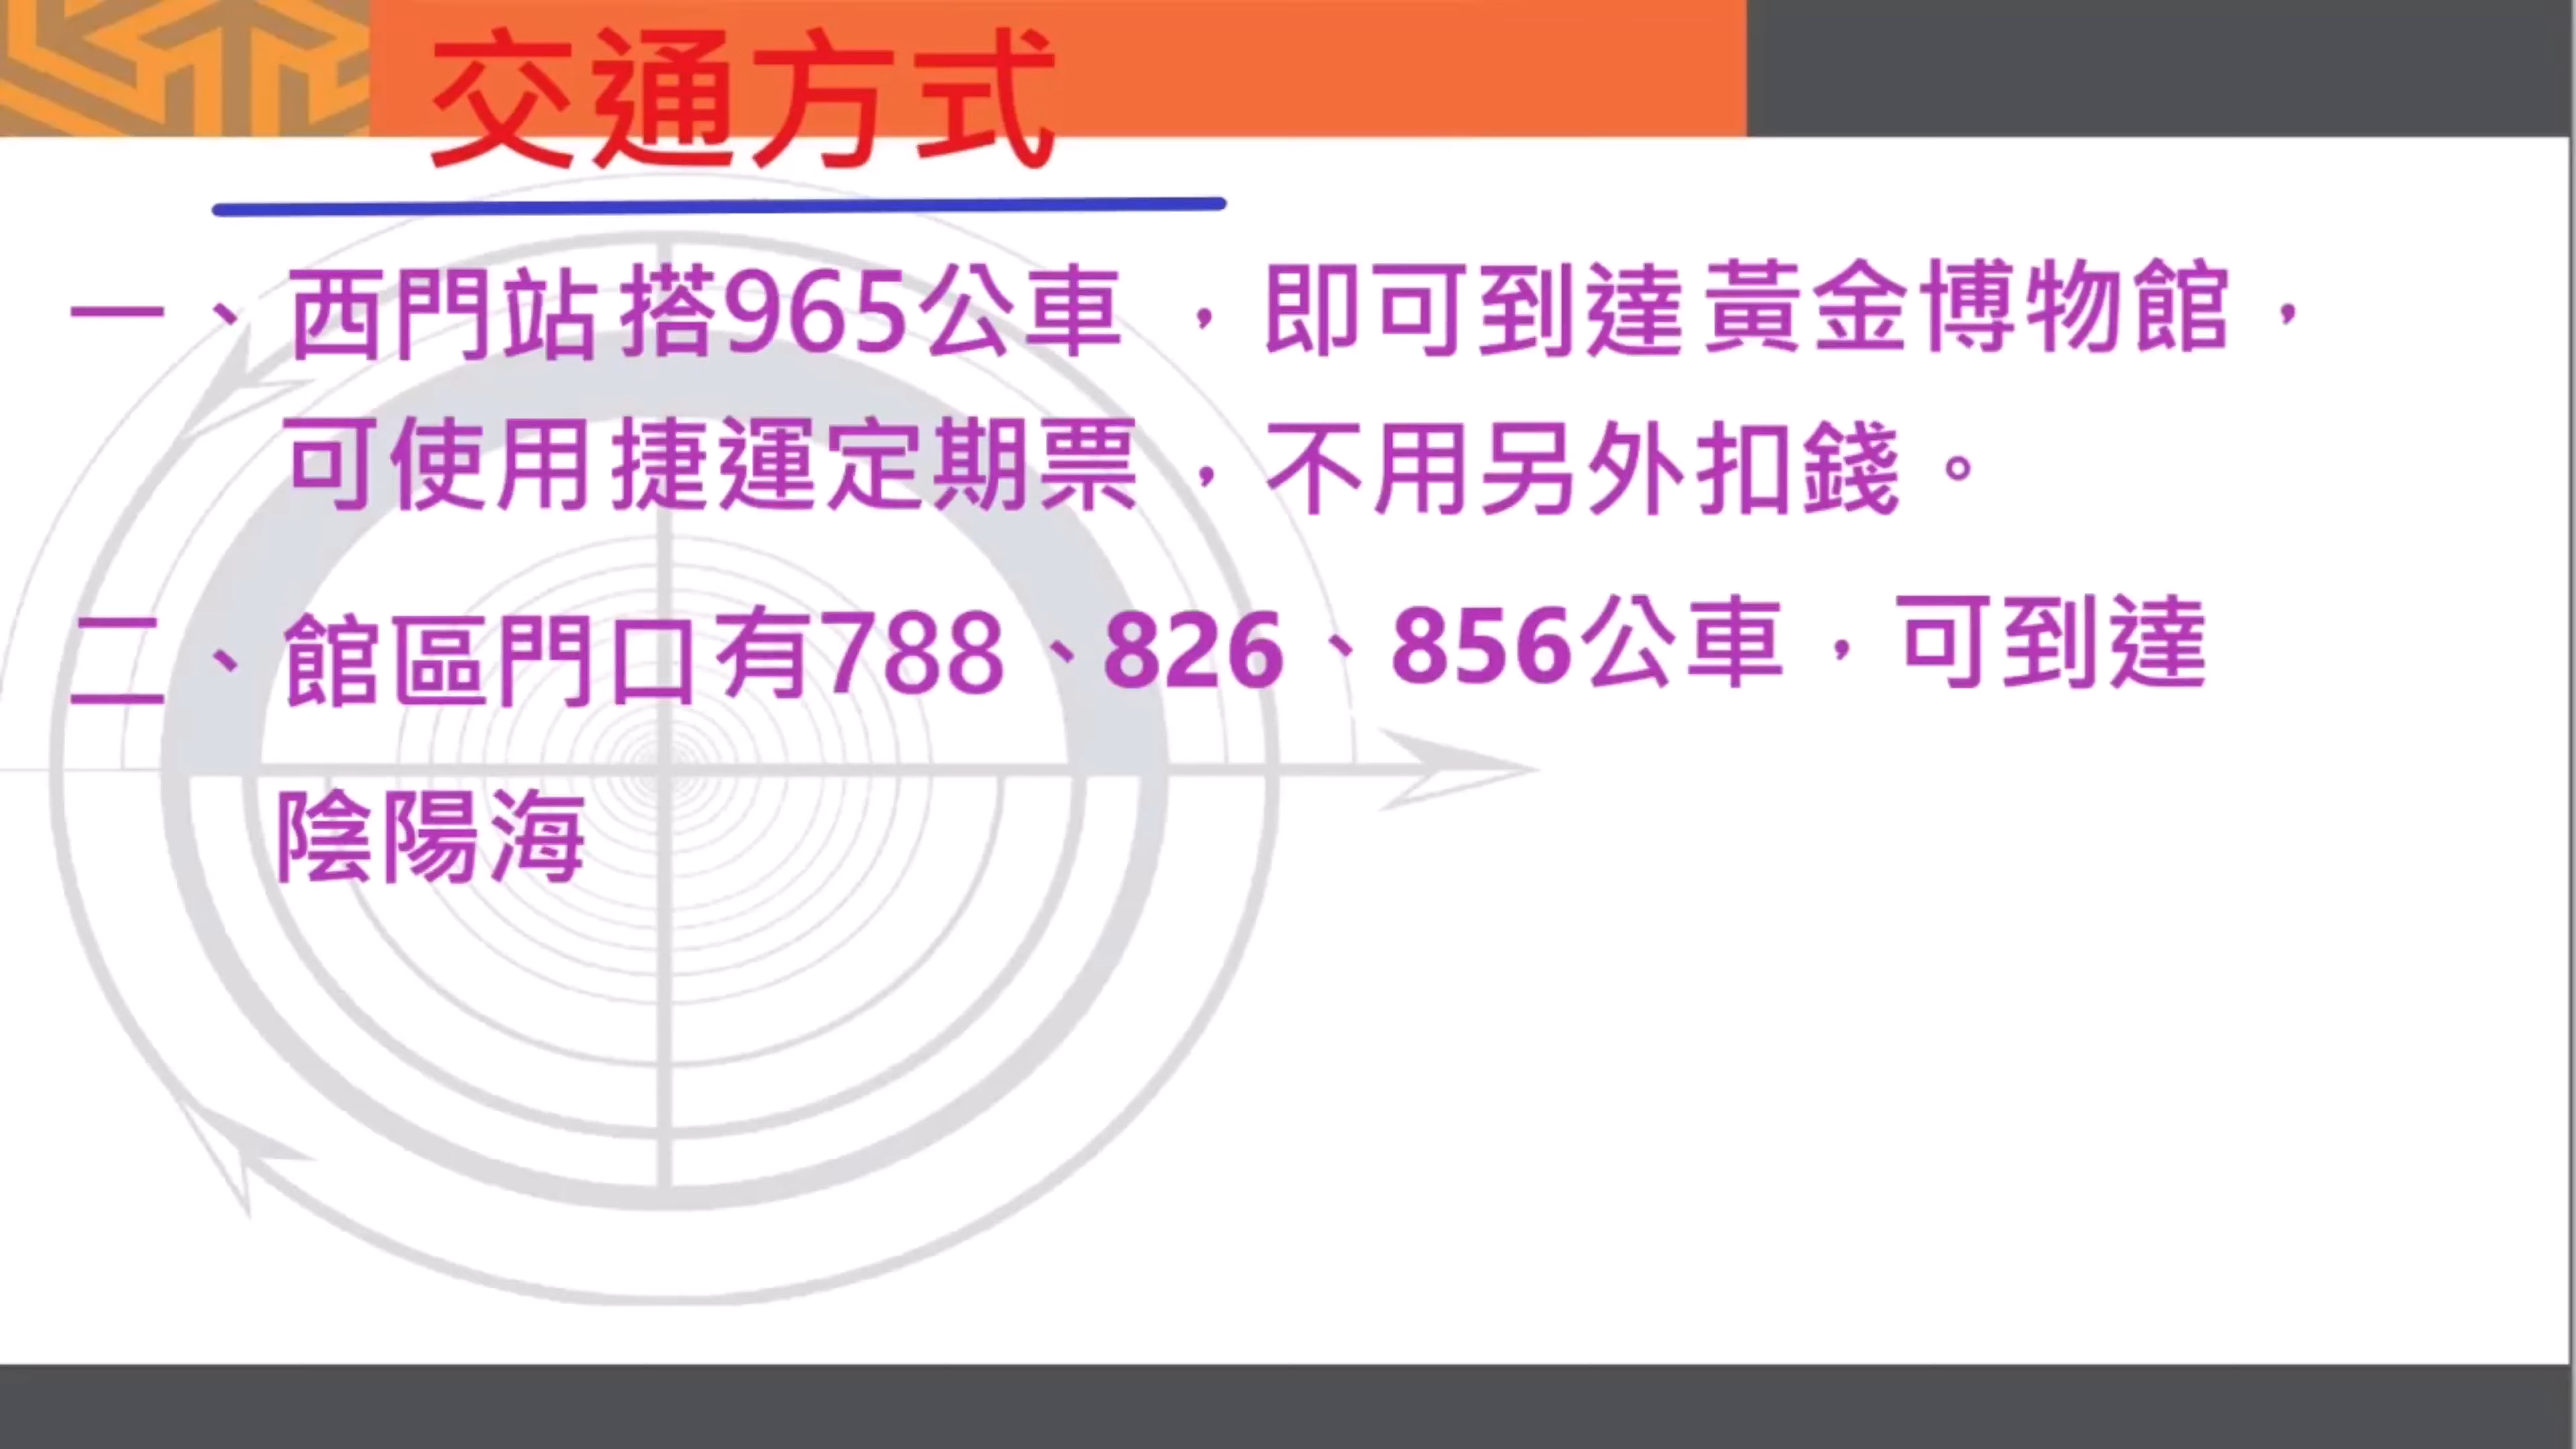 交通方式
一、西門站搭965公車，即可到達黃金博物館，
可使用捷運定期票，不用另外扣錢。
二、館區門口有788、826、856公車，可到達
陰陽海